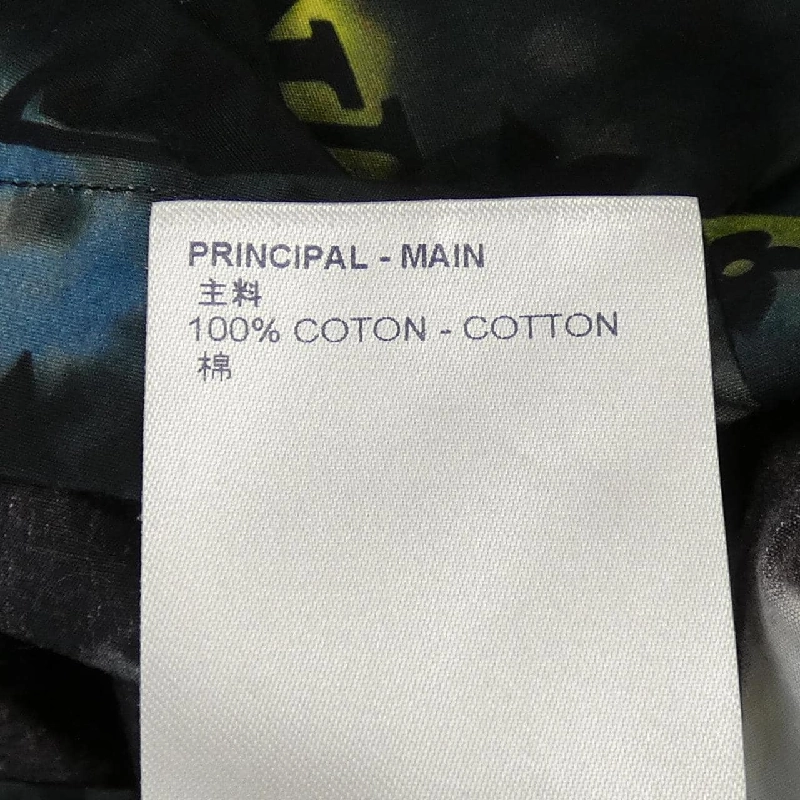 PRINCIPAL - MAIN
主料
100% COTON - COTTON
棉